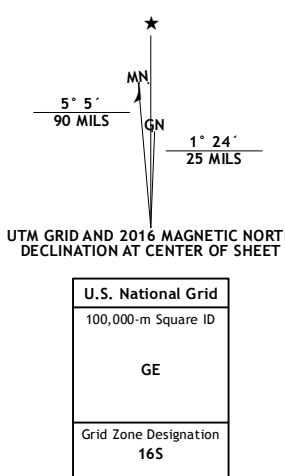 ★
MN
GN
5° 5´
90 MILS
1° 24´
25 MILS
UTM GRID AND 2016 MAGNETIC NORT
DECLINATION AT CENTER OF SHEET
U.S. National Grid
100,000-m Square ID
GE
Grid Zone Designation
16S